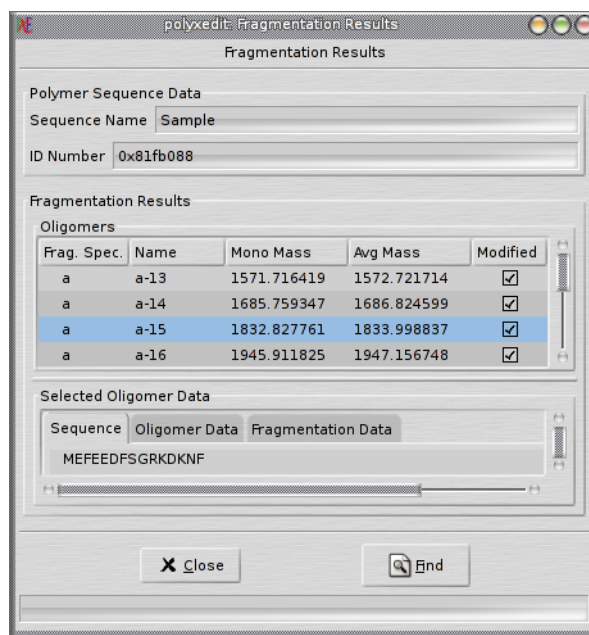 polyxedit: Fragmentation Results
Fragmentation Results
Polymer Sequence Data
Sequence Name Sample
ID Number 0x81fb088
Fragmentation Results
Oligomers
Frag. Spec. Name Mono Mass Avg Mass Modified
a a-13 1571.716419 1572.721714
a a-14 1685.759347 1686.824599
a a-15 1832.827761 1833.998837
a a-16 1945.911825 1947.156748
Selected Oligomer Data
Sequence Oligomer Data Fragmentation Data
MEFEEDFSGRKDKNF
Close Find